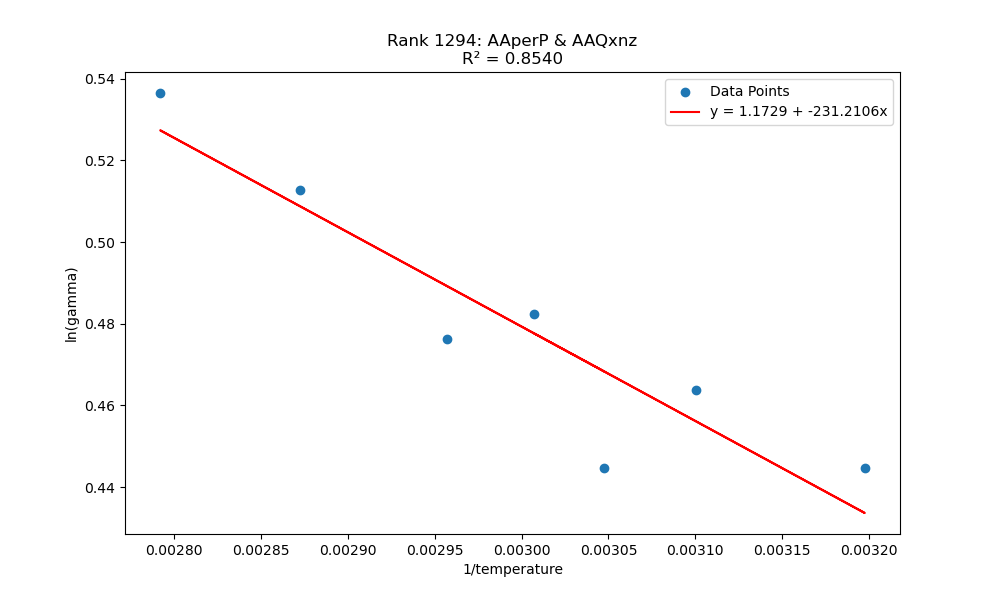 Rank 1294: AAperP & AAQxnz
R² = 0.8540
Data Points
y = 1.1729 + -231.2106x
0.54
0.52
0.50
0.48
0.46
0.44
ln(gamma)
0.00280 0.00285 0.00290 0.00295 0.00300 0.00305 0.00310 0.00315 0.00320
1/temperature